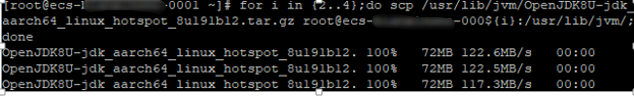 [root@ecs- -0001 ~]# for i in {2..4};do scp /usr/lib/jvm/OpenJDK8U-jdk_
aarch64_linux_hotspot_8u191b12.tar.gz root@ecs- -000${i}:/usr/lib/jvm/;
done
OpenJDK8U-jdk_aarch64_linux_hotspot_8u191b12. 100% 72MB 122.6MB/s 00:00
OpenJDK8U-jdk_aarch64_linux_hotspot_8u191b12. 100% 72MB 122.5MB/s 00:00
OpenJDK8U-jdk_aarch64_linux_hotspot_8u191b12. 100% 72MB 117.3MB/s 00:00